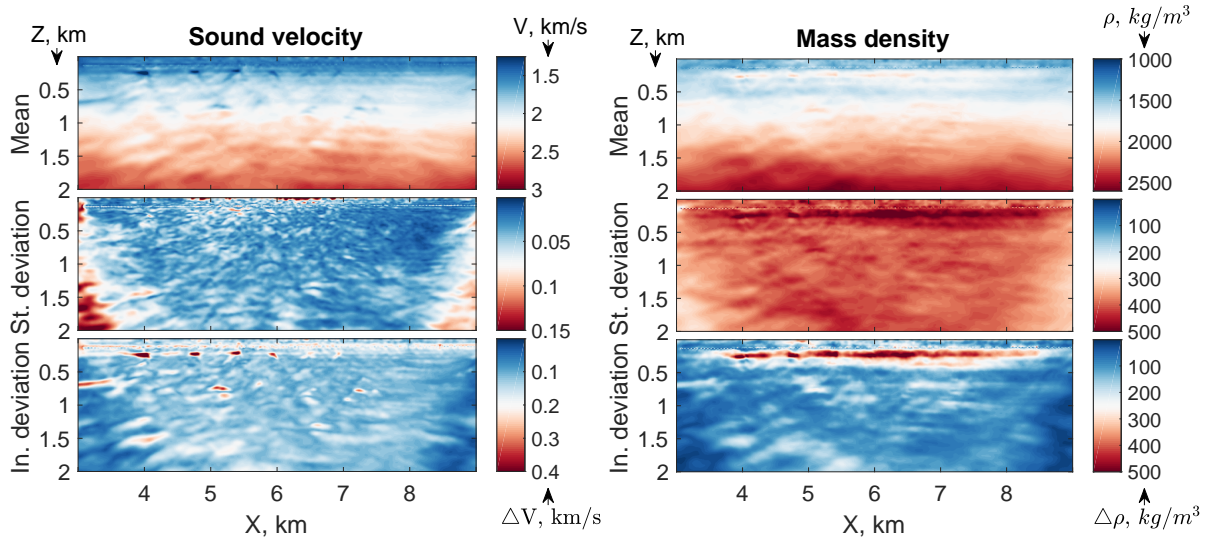 Sound velocity
Z, km
V, km/s
Mean
0.5
1
1.5
2
1.5
2
2.5
3
St. deviation
0.5
1
1.5
2
0.05
0.1
0.15
In. deviation
0.5
1
1.5
2
0.1
0.2
0.3
0.4
4 5 6 7 8
X, km
△V, km/s
Mass density
Z, km
ρ, kg/m³
Mean
0.5
1
1.5
2
1000
1500
2000
2500
St. deviation
0.5
1
1.5
2
100
200
300
400
500
In. deviation
0.5
1
1.5
2
100
200
300
400
500
4 5 6 7 8
X, km
△ρ, kg/m³